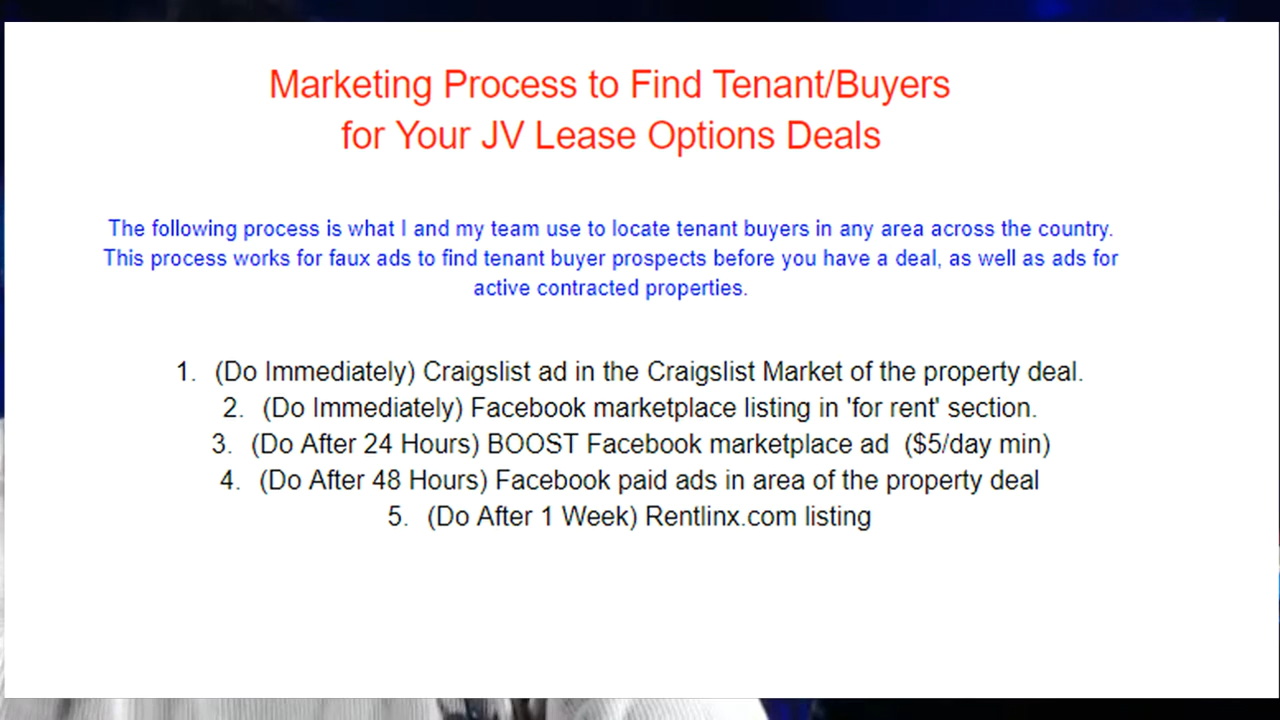 Marketing Process to Find Tenant/Buyers
for Your JV Lease Options Deals
The following process is what I and my team use to locate tenant buyers in any area across the country.
This process works for faux ads to find tenant buyer prospects before you have a deal, as well as ads for
active contracted properties.
1. (Do Immediately) Craigslist ad in the Craigslist Market of the property deal.
2. (Do Immediately) Facebook marketplace listing in 'for rent' section.
3. (Do After 24 Hours) BOOST Facebook marketplace ad ($5/day min)
4. (Do After 48 Hours) Facebook paid ads in area of the property deal
5. (Do After 1 Week) Rentlinx.com listing